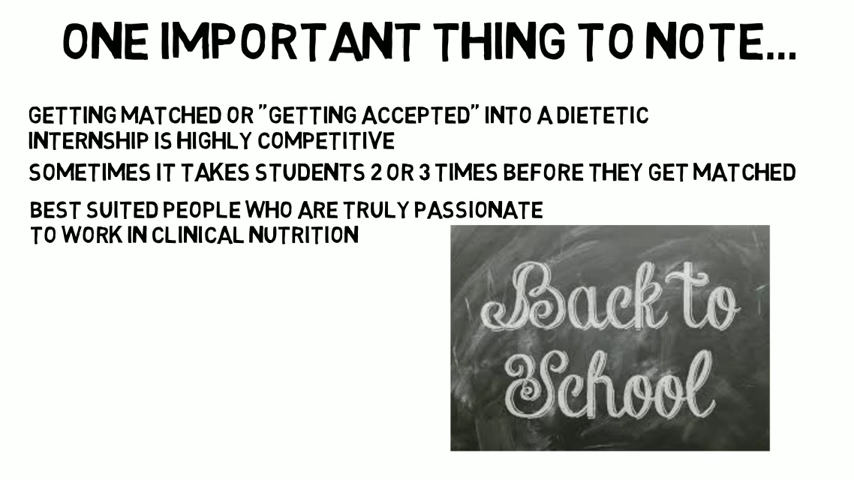 ONE IMPORTANT THING TO NOTE...
GETTING MATCHED OR "GETTING ACCEPTED" INTO A DIETETIC
INTERNSHIP IS HIGHLY COMPETITIVE
SOMETIMES IT TAKES STUDENTS 2 OR 3 TIMES BEFORE THEY GET MATCHED
BEST SUITED PEOPLE WHO ARE TRULY PASSIONATE
TO WORK IN CLINICAL NUTRITION
Back to
School